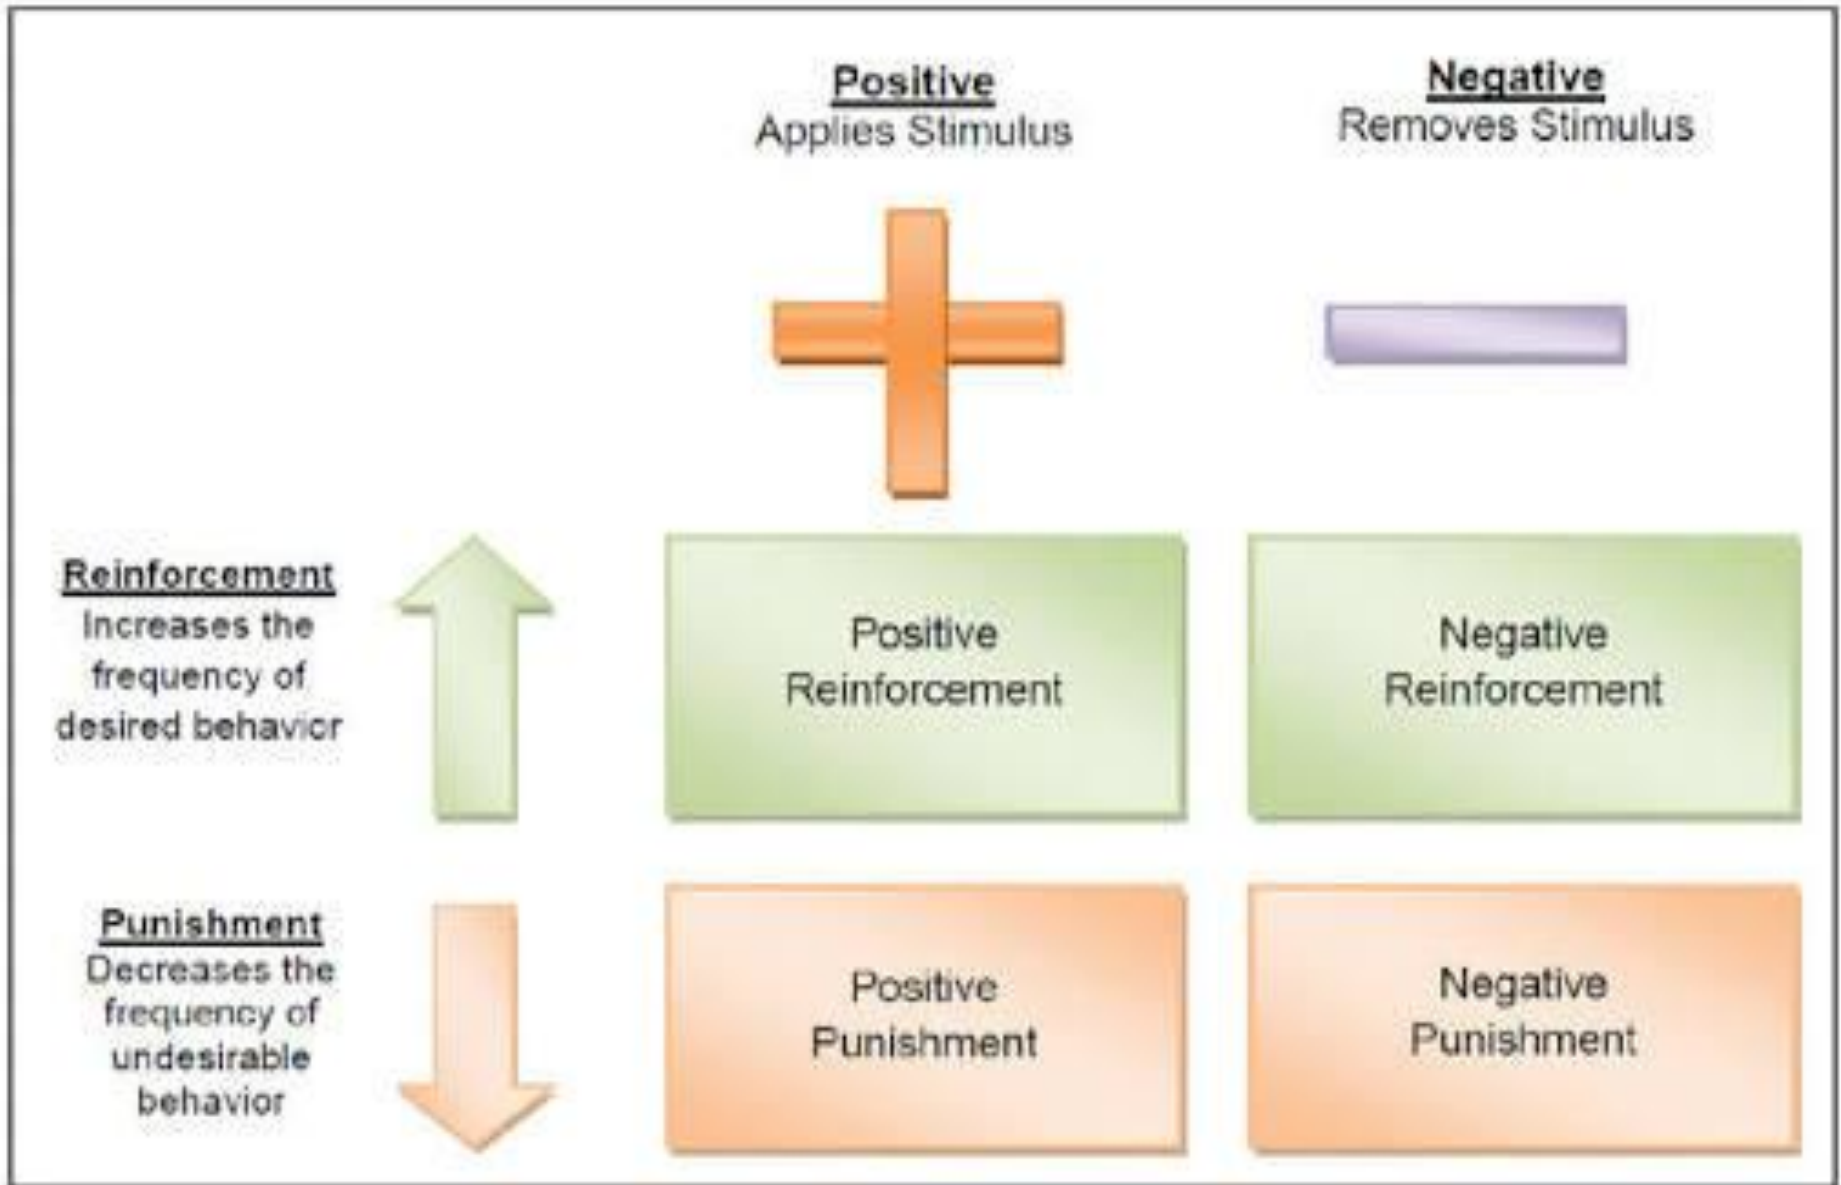 Positive
Applies Stimulus
Negative
Removes Stimulus
Reinforcement
Increases the
frequency of
desired behavior
Positive
Reinforcement
Negative
Reinforcement
Punishment
Decreases the
frequency of
undesirable
behavior
Positive
Punishment
Negative
Punishment